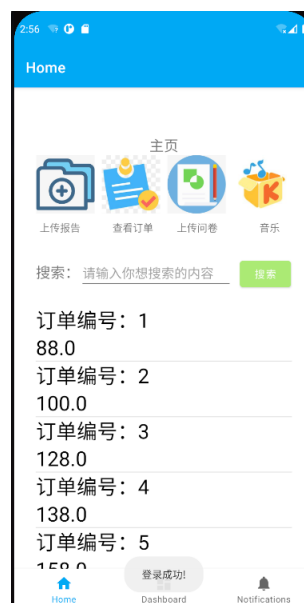 2:56
Home
主页
上传报告 查看订单 上传问卷 音乐
搜索： 请输入你想搜索的内容 搜索
订单编号：1
88.0
订单编号：2
100.0
订单编号：3
128.0
订单编号：4
138.0
订单编号：5
158.0
登录成功!
Home Dashboard Notifications